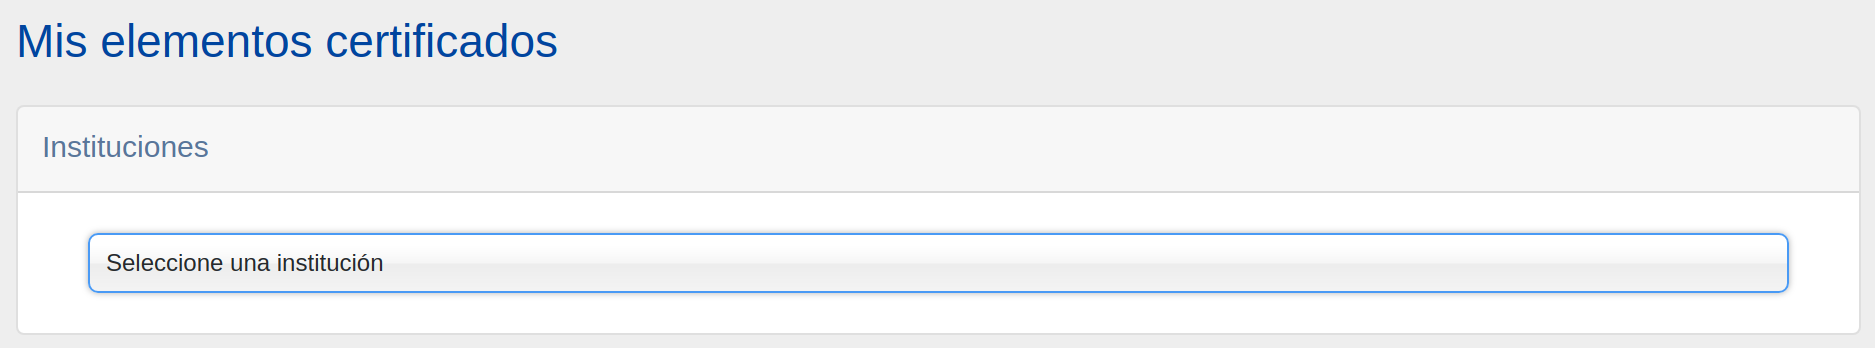 Mis elementos certificados
Instituciones
Seleccione una institución